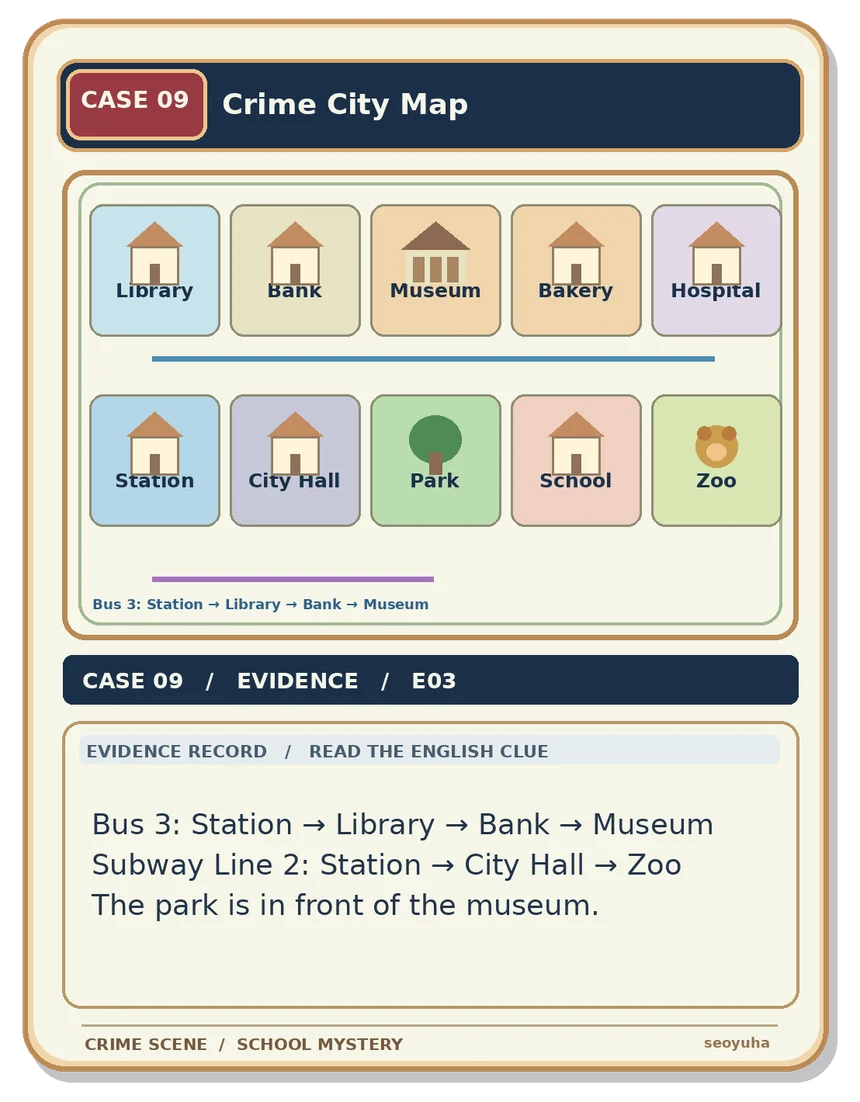 CASE 09
Crime City Map
Library
Bank
Museum
Bakery
Hospital
Station
City Hall
Park
School
Zoo
Bus 3: Station → Library → Bank → Museum
CASE 09 / EVIDENCE / E03
EVIDENCE RECORD / READ THE ENGLISH CLUE
Bus 3: Station → Library → Bank → Museum
Subway Line 2: Station → City Hall → Zoo
The park is in front of the museum.
CRIME SCENE / SCHOOL MYSTERY
seoyuha